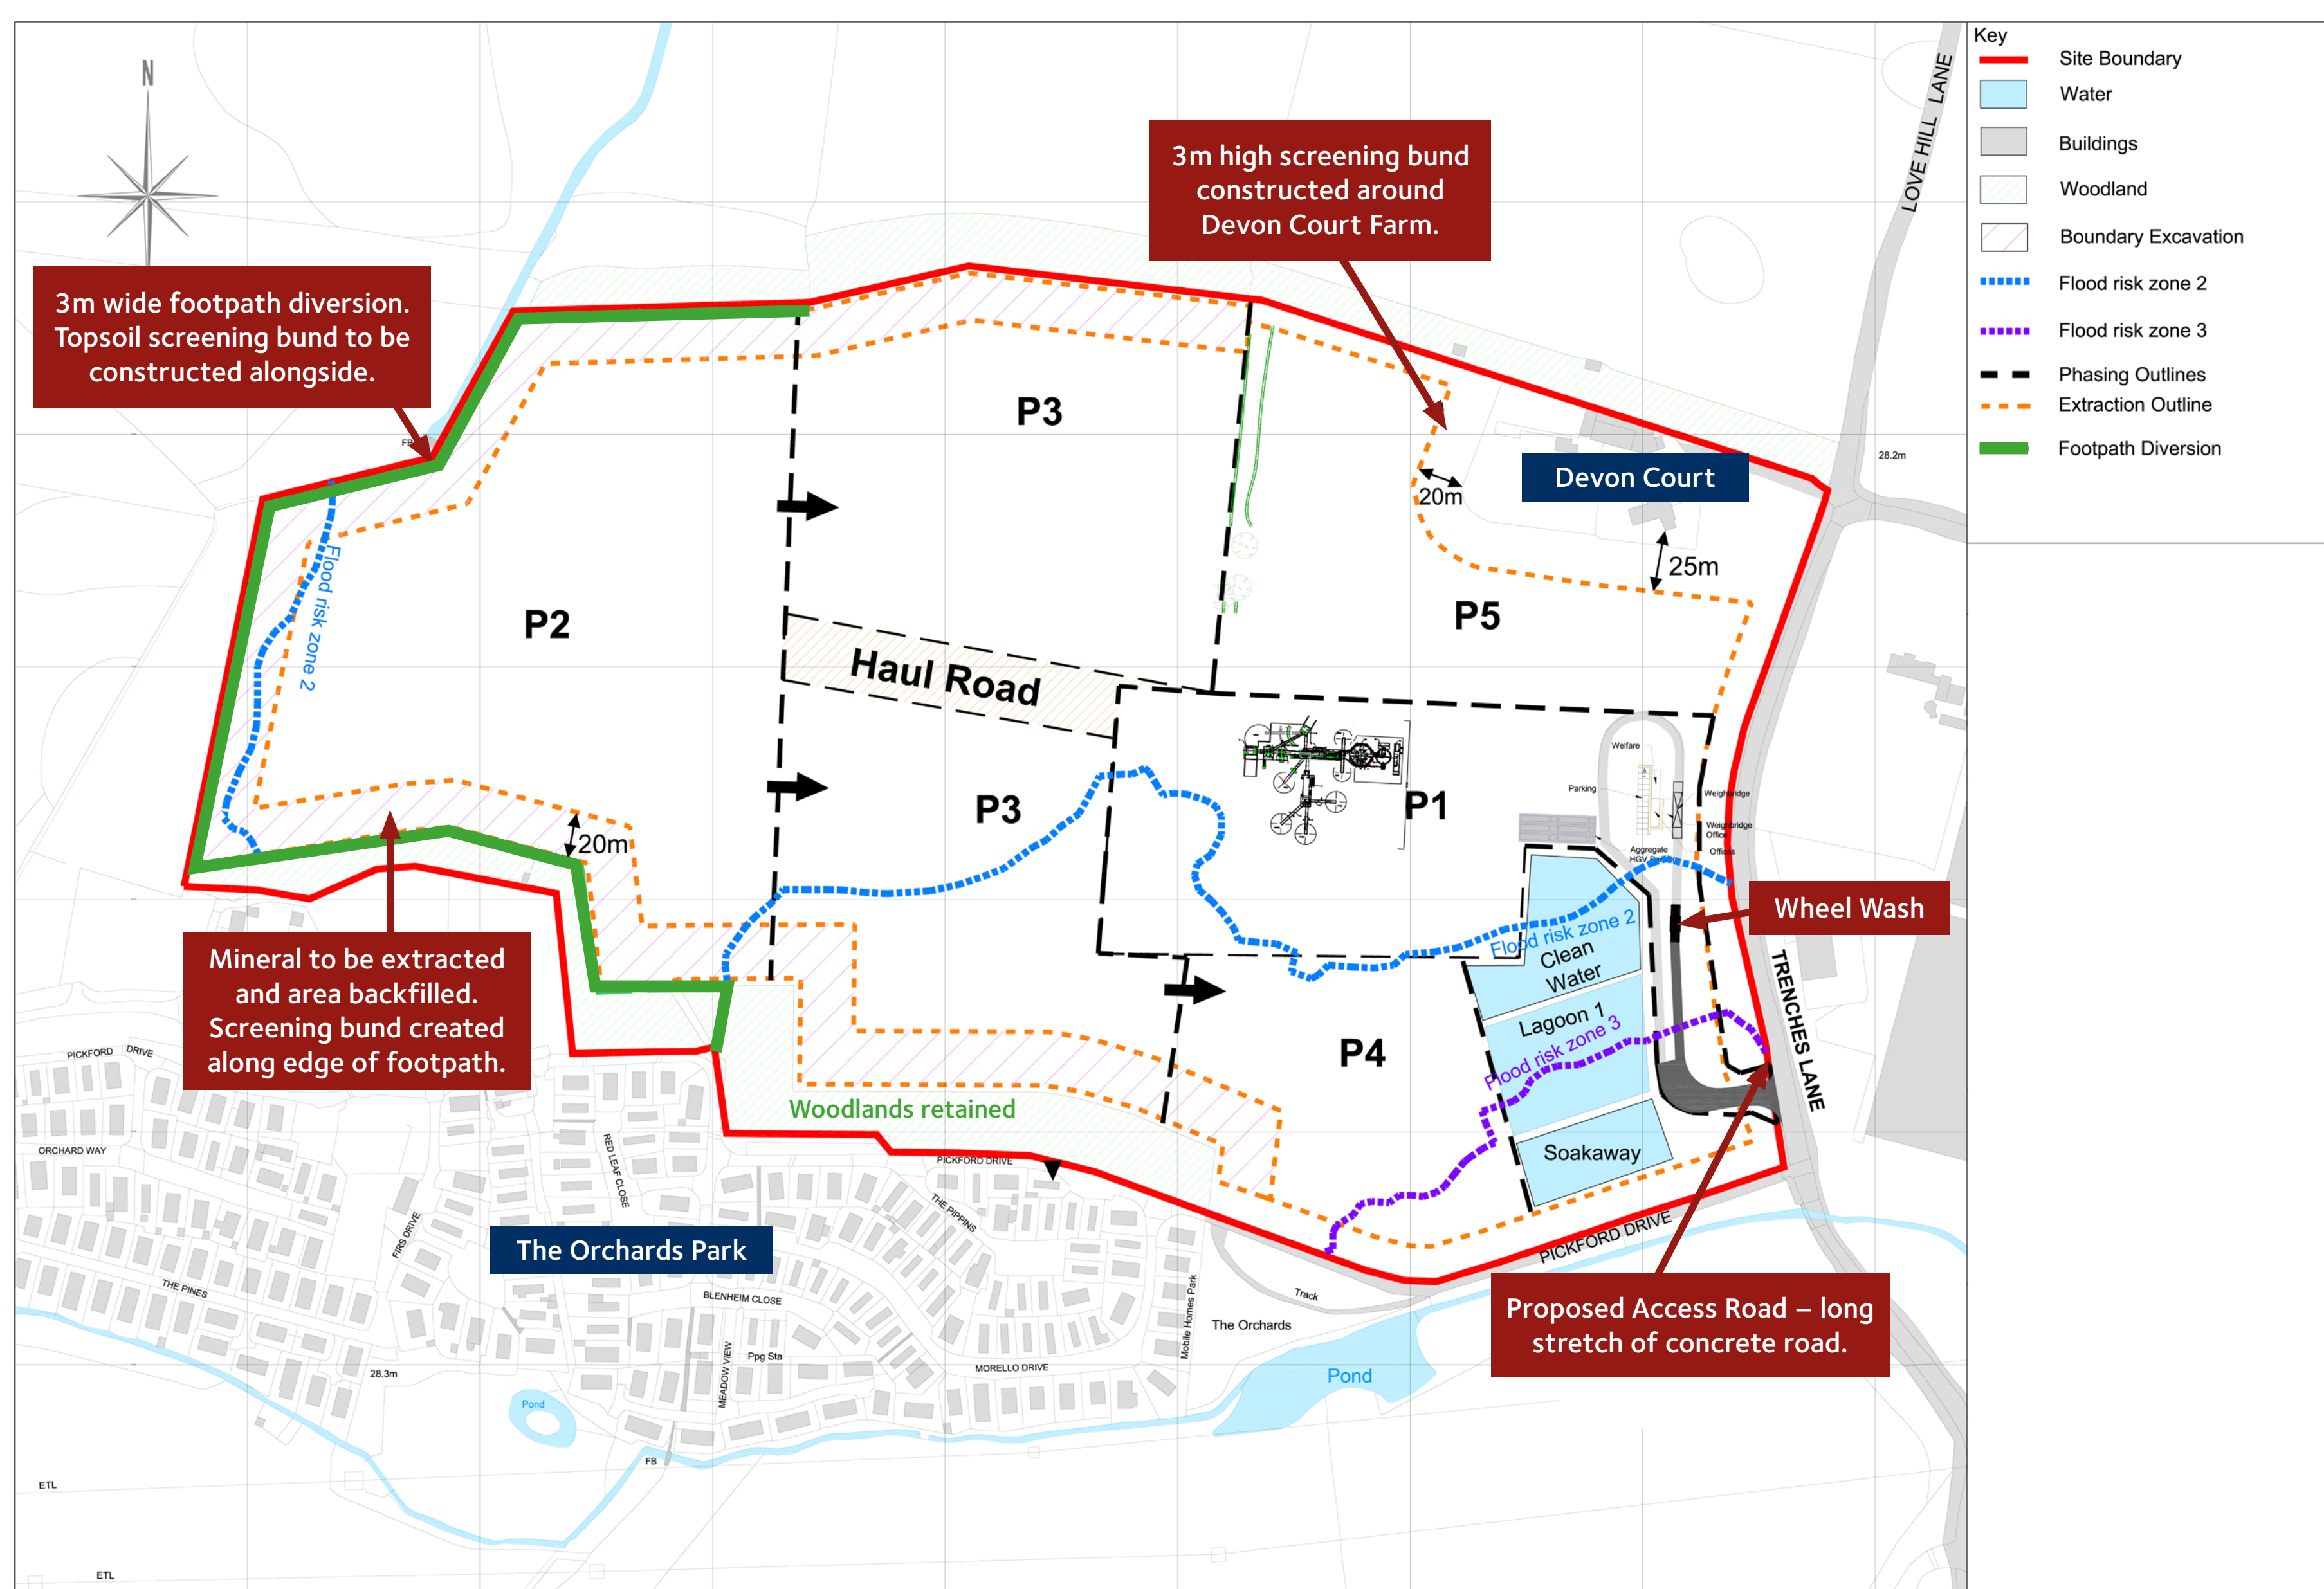 N
Key
Site Boundary
Water
Buildings
Woodland
Boundary Excavation
Flood risk zone 2
Flood risk zone 3
Phasing Outlines
Extraction Outline
Footpath Diversion
LOVE HILL LANE
3m high screening bund
constructed around
Devon Court Farm.
3m wide footpath diversion.
Topsoil screening bund to be
constructed alongside.
FB
P3
Devon Court
28.2m
20m
25m
Flood risk zone 2
P2
P5
Haul Road
Welfare
Parking
Weighbridge
P3
P1
Weighbridge
Office
Offices
Aggregate
HGV Parking
20m
Wheel Wash
Flood risk zone 2
Clean
Water
Mineral to be extracted
and area backfilled.
Screening bund created
along edge of footpath.
TRENCHES LANE
Lagoon 1
Flood risk zone 3
P4
PICKFORD DRIVE
Woodlands retained
ORCHARD WAY
RED LEAF CLOSE
PICKFORD DRIVE
Soakaway
THE PIPPINS
FIRS DRIVE
The Orchards Park
PICKFORD DRIVE
THE PINES
BLENHEIM CLOSE
Mobile Homes Park
Track
The Orchards
Proposed Access Road – long
stretch of concrete road.
Ppg Sta
MEADOW VIEW
MORELLO DRIVE
28.3m
Pond
Pond
FB
ETL
ETL